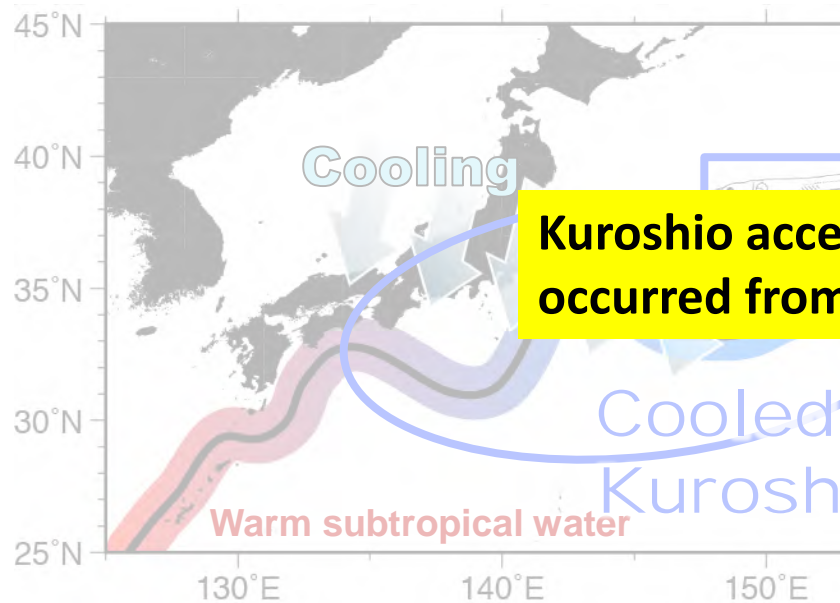 45°N
40°N
Cooling
Kuroshio acce
occurred from
35°N
30°N
Cooled
Kurosh
Warm subtropical water
25°N
130°E 140°E 150°E